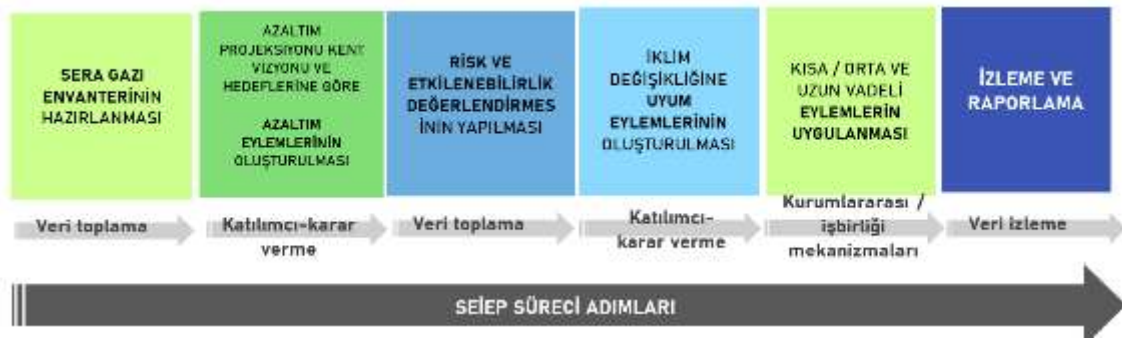 SERA GAZI
ENVANTERİNİN
HAZIRLANMASI
AZALTIM
PROJEKSİYONU KENT
VİZYONU VE
HEDEFLERİNE GÖRE
AZALTIM
EYLEMLERİNİN
OLUŞTURULMASI
RİSK VE
ETKİLENEBİLİRLİK
DEĞERLENDİRMES
İNİN YAPILMASI
İKLİM
DEĞİŞİKLİĞİNE
UYUM
EYLEMLERİNİN
OLUŞTURULMASI
KISA / ORTA VE
UZUN VADELİ
EYLEMLERİN
UYGULANMASI
İZLEME VE
RAPORLAMA
Veri toplama
Katılımcı-karar
verme
Veri toplama
Katılımcı-
karar verme
Kurumlararası /
işbirliği
mekanizmaları
Veri izleme
SEİEP SÜRECİ ADIMLARI